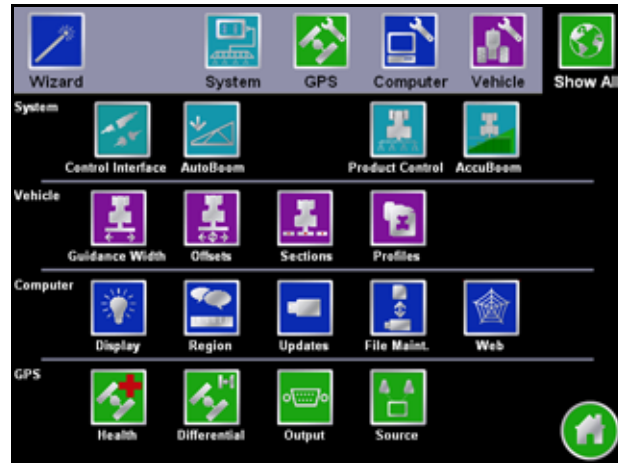 Wizard System GPS Computer Vehicle Show All
System
Control Interface AutoBoom Product Control AccuBoom
Vehicle
Guidance Width Offsets Sections Profiles
Computer
Display Region Updates File Maint. Web
GPS
Health Differential Output Source